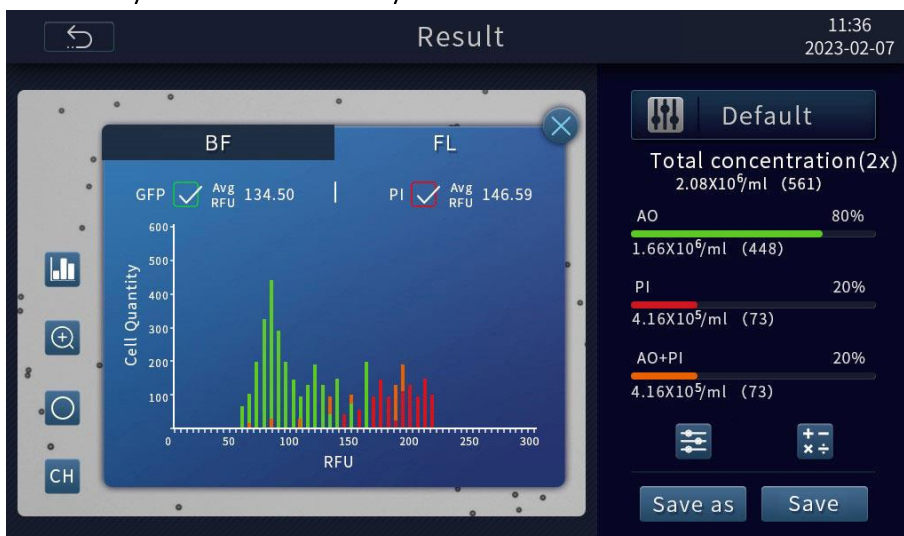 Result
11:36
2023-02-07
BF
FL
GFP
Avg RFU 134.50
PI
Avg RFU 146.59
Cell Quantity
600
500
400
300
200
100
0 50 100 150 200 250 300
RFU
CH
Default
Total concentration(2x)
2.08X10⁶/ml (561)
AO 80%
1.66X10⁶/ml (448)
PI 20%
4.16X10⁵/ml (73)
AO+PI 20%
4.16X10⁵/ml (73)
Save as
Save